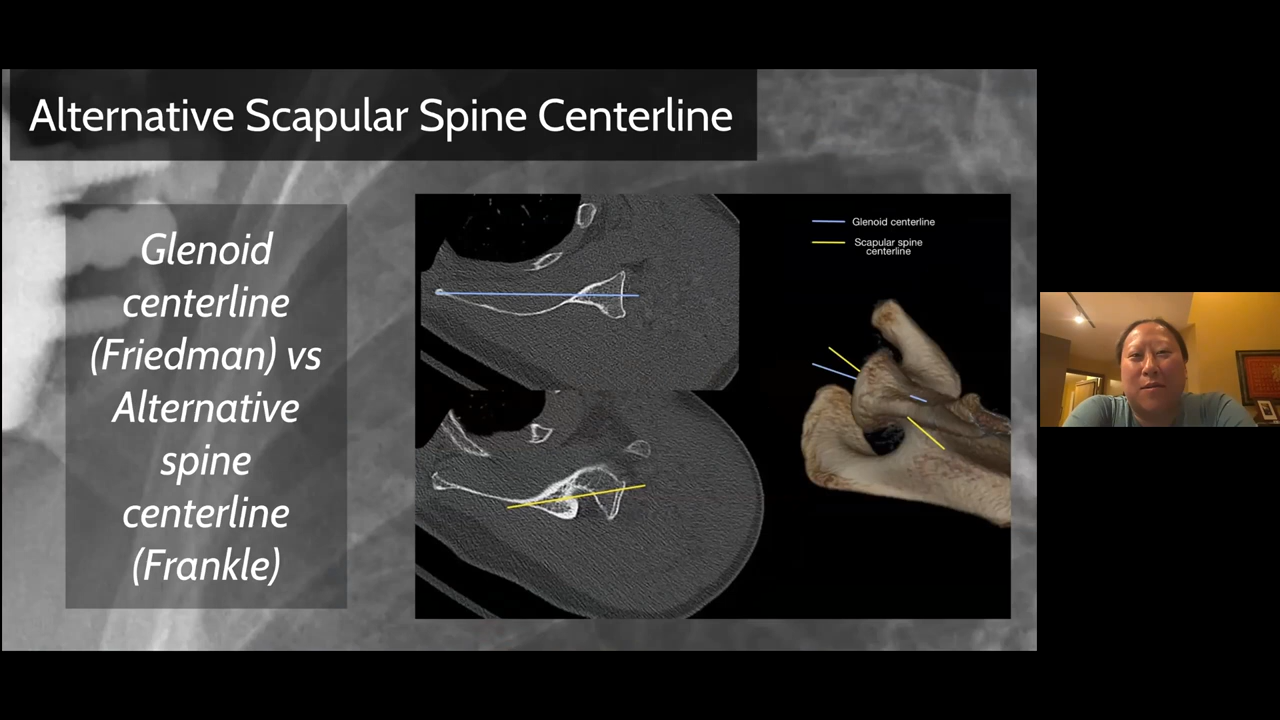 Alternative Scapular Spine Centerline
Glenoid
centerline
(Friedman) vs
Alternative
spine
centerline
(Frankle)
Glenoid centerline
Scapular spine
centerline